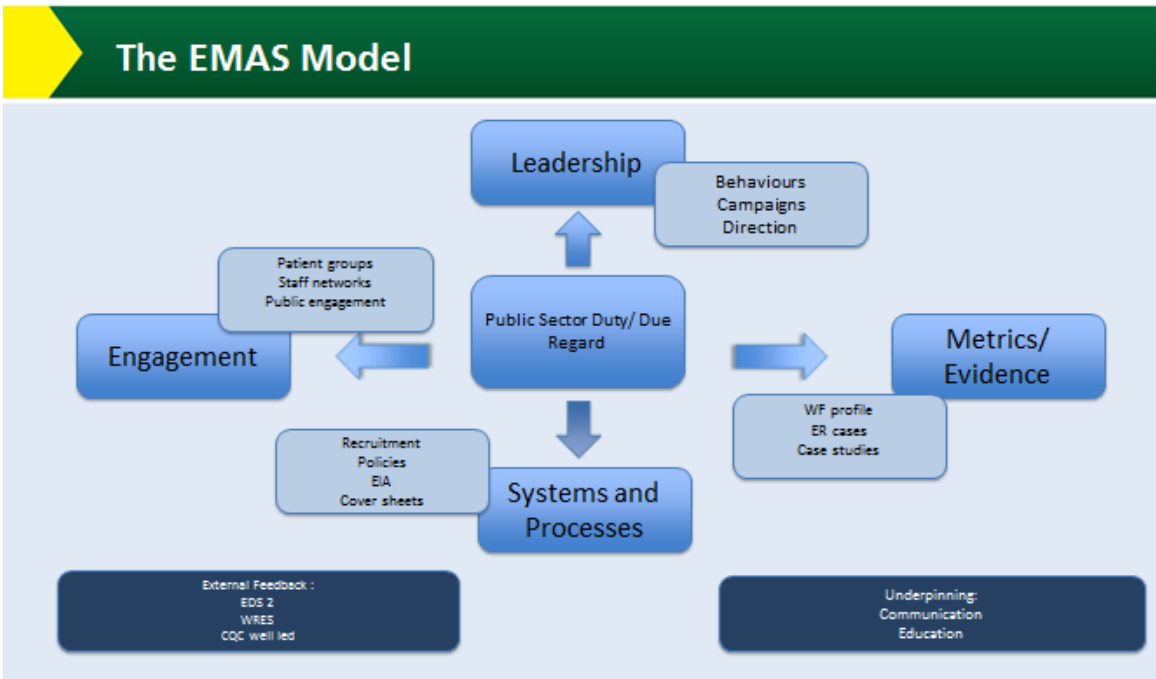 The EMAS Model
Leadership
Behaviours
Campaigns
Direction
Patient groups
Staff networks
Public engagement
Engagement
Public Sector Duty/ Due
Regard
Metrics/
Evidence
WF profile
ER cases
Case studies
Recruitment
Policies
EIA
Cover sheets
Systems and
Processes
External Feedback :
EDS 2
WRES
CQC well led
Underpinning:
Communication
Education